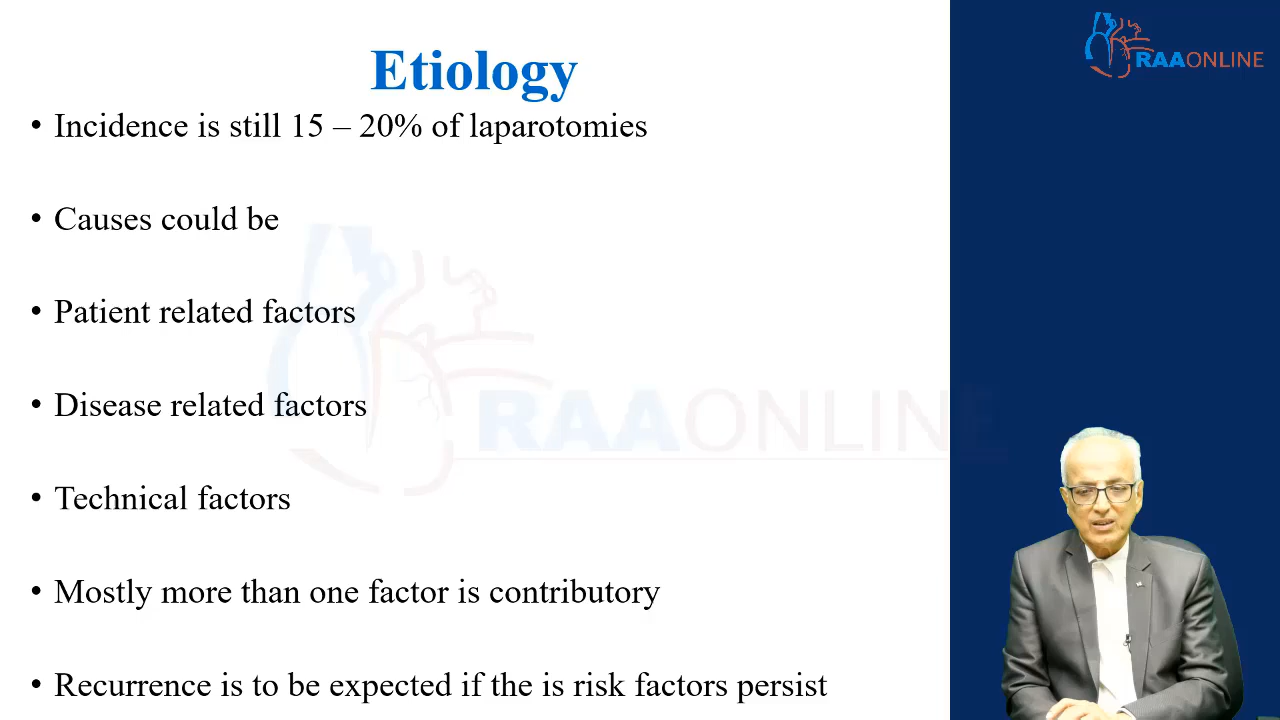 Etiology
RAAONLINE
• Incidence is still 15 – 20% of laparotomies
• Causes could be
• Patient related factors
• Disease related factors
RAAONLINE
• Technical factors
• Mostly more than one factor is contributory
• Recurrence is to be expected if the is risk factors persist